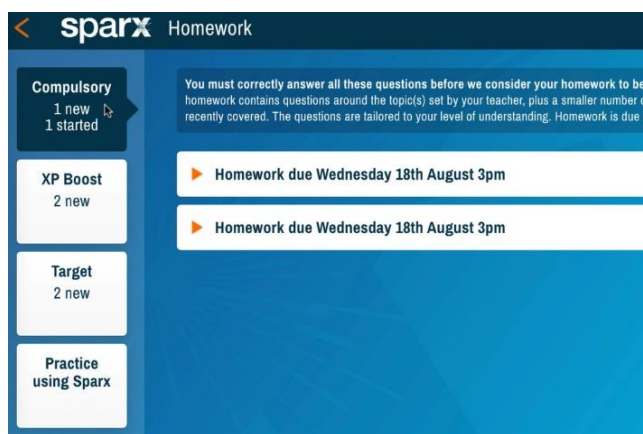 sparx Homework
Compulsory
1 new
1 started
You must correctly answer all these questions before we consider your homework to be
homework contains questions around the topic(s) set by your teacher, plus a smaller number
recently covered. The questions are tailored to your level of understanding. Homework is due
XP Boost
2 new
Homework due Wednesday 18th August 3pm
Homework due Wednesday 18th August 3pm
Target
2 new
Practice
using Sparx